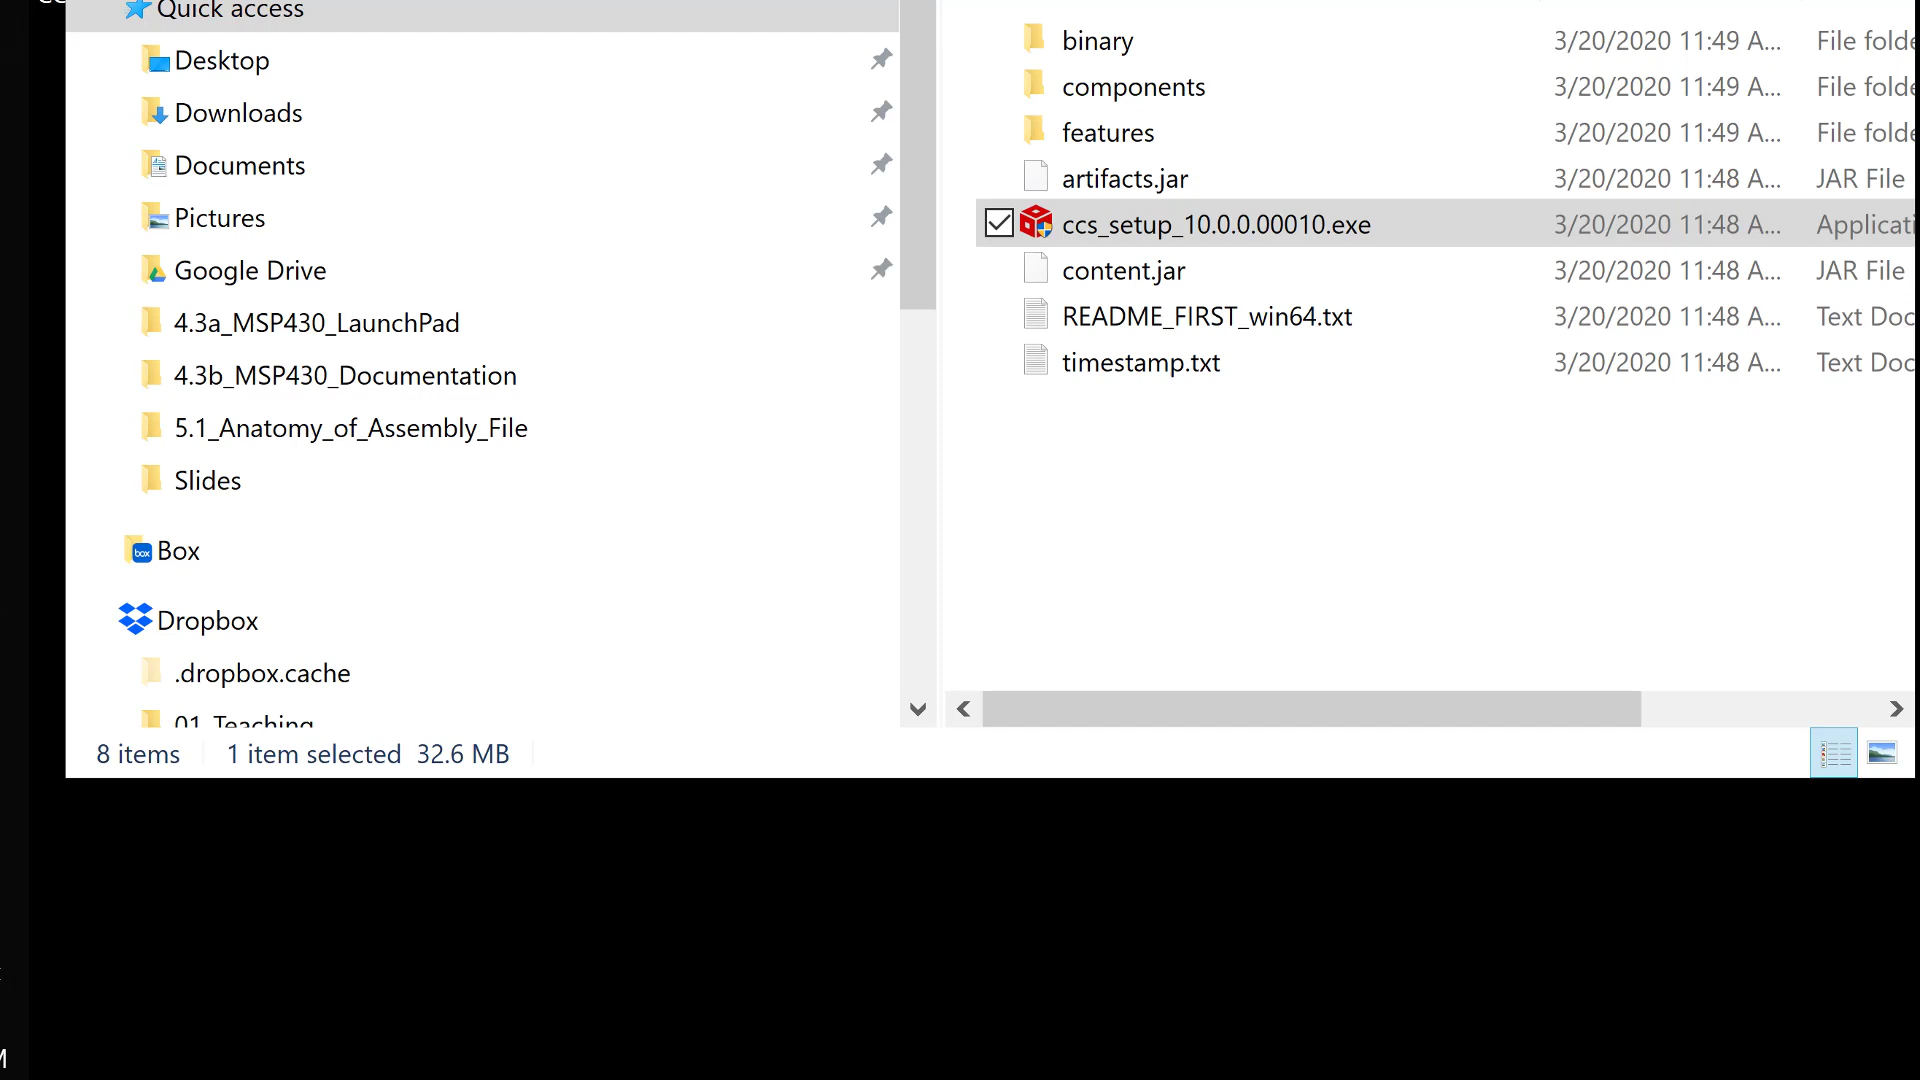 Quick access
Desktop
Downloads
Documents
Pictures
Google Drive
4.3a_MSP430_LaunchPad
4.3b_MSP430_Documentation
5.1_Anatomy_of_Assembly_File
Slides
box Box
Dropbox
.dropbox.cache
01_Teaching
binary 3/20/2020 11:49 A... File folde
components 3/20/2020 11:49 A... File folde
features 3/20/2020 11:49 A... File folde
artifacts.jar 3/20/2020 11:48 A... JAR File
ccs_setup_10.0.0.00010.exe 3/20/2020 11:48 A... Applicati
content.jar 3/20/2020 11:48 A... JAR File
README_FIRST_win64.txt 3/20/2020 11:48 A... Text Doc
timestamp.txt 3/20/2020 11:48 A... Text Doc
8 items 1 item selected 32.6 MB